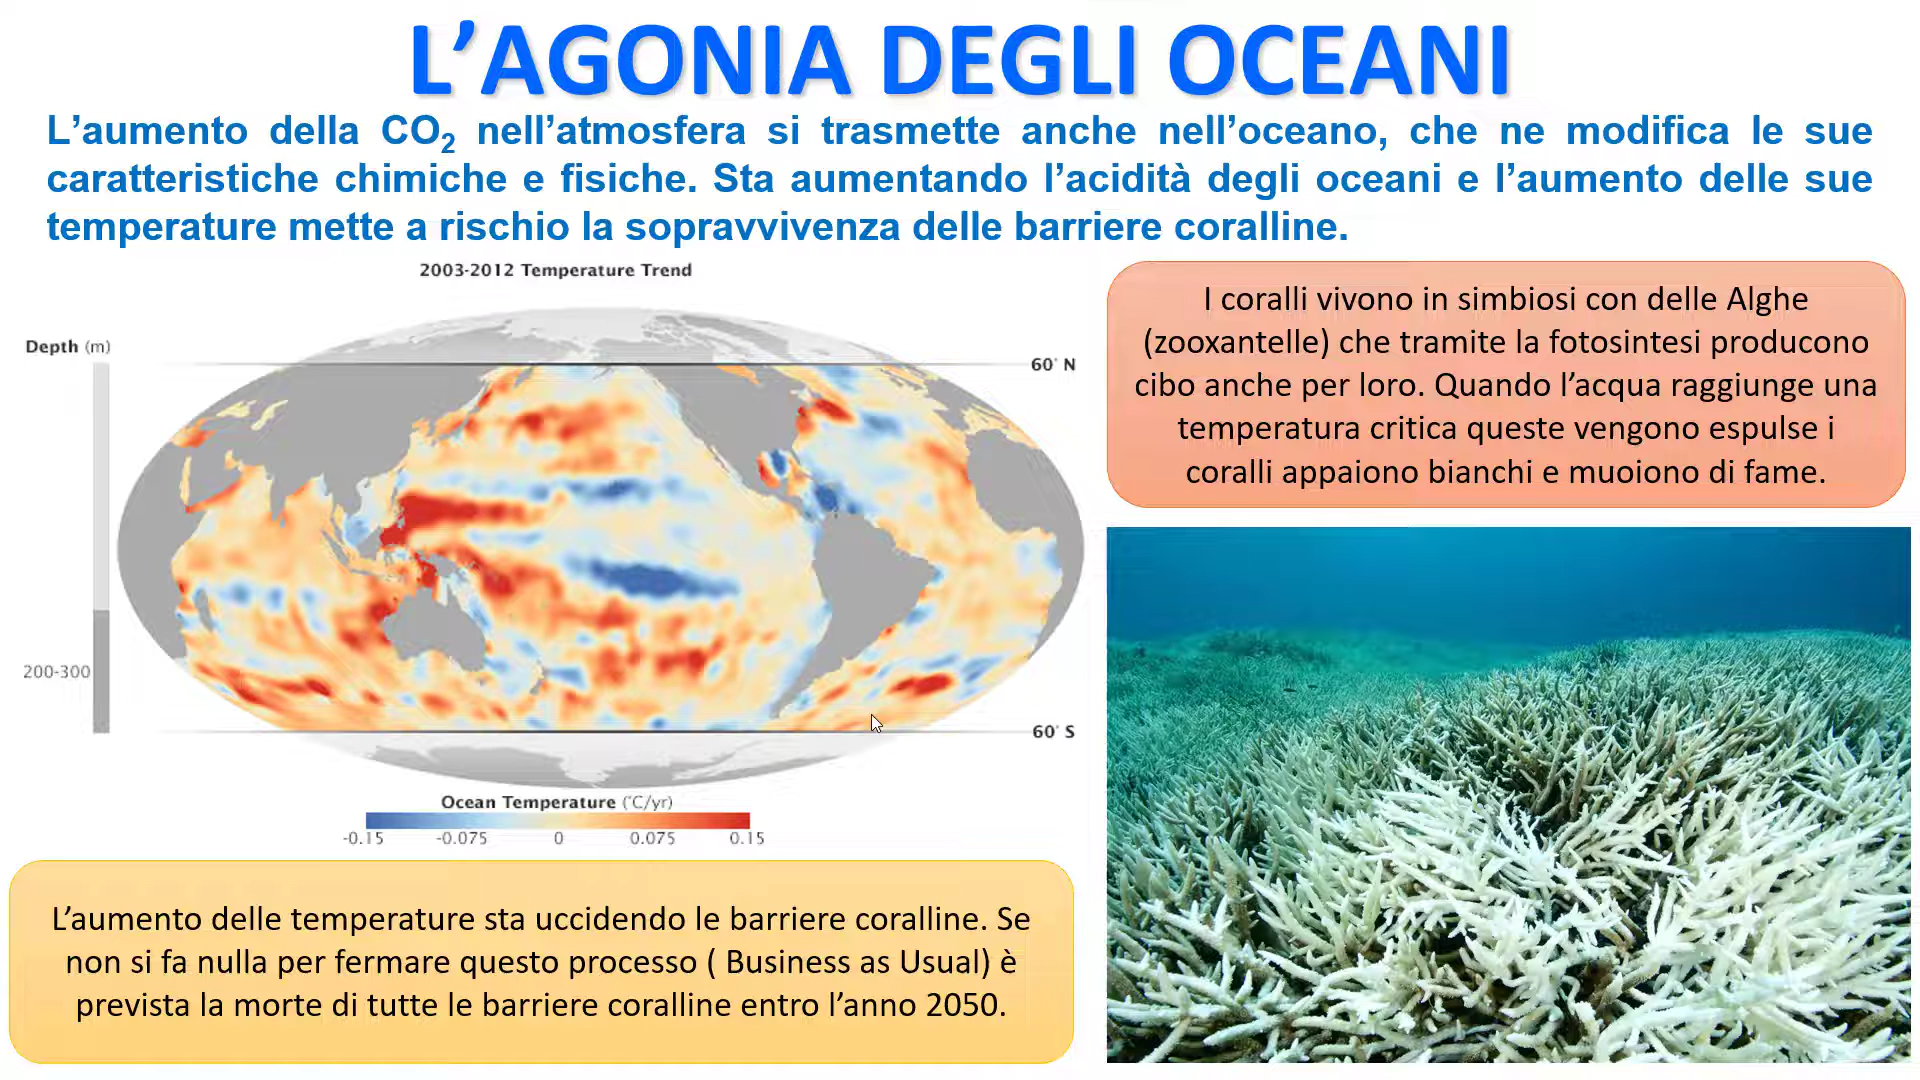 L’AGONIA DEGLI OCEANI
L’aumento della CO₂ nell’atmosfera si trasmette anche nell’oceano, che ne modifica le sue
caratteristiche chimiche e fisiche. Sta aumentando l’acidità degli oceani e l’aumento delle sue
temperature mette a rischio la sopravvivenza delle barriere coralline.
2003-2012 Temperature Trend
Depth (m)
60° N
200-300
60° S
Ocean Temperature (°C/yr)
-0.15 -0.075 0 0.075 0.15
I coralli vivono in simbiosi con delle Alghe
(zooxantelle) che tramite la fotosintesi producono
cibo anche per loro. Quando l’acqua raggiunge una
temperatura critica queste vengono espulse i
coralli appaiono bianchi e muoiono di fame.
L’aumento delle temperature sta uccidendo le barriere coralline. Se
non si fa nulla per fermare questo processo ( Business as Usual) è
prevista la morte di tutte le barriere coralline entro l’anno 2050.